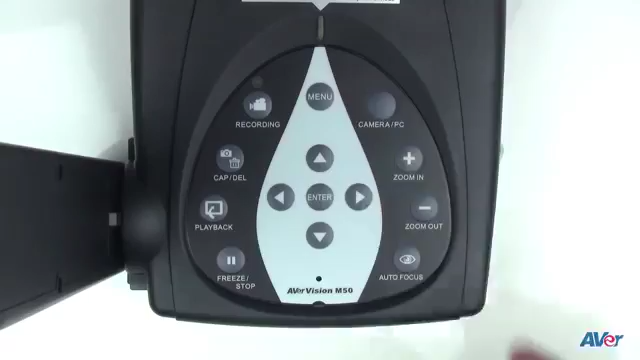 MENU
RECORDING
CAMERA/PC
CAP/DEL
ZOOM IN
ENTER
PLAYBACK
ZOOM OUT
FREEZE/
STOP
AUTO FOCUS
AVerVision M50
AVer